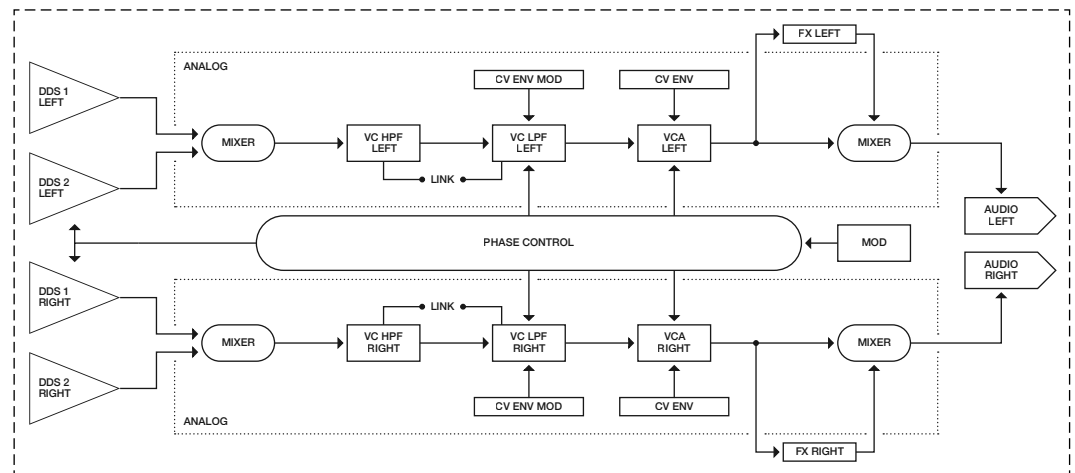 FX LEFT
ANALOG
DDS 1
LEFT
CV ENV MOD
CV ENV
MIXER
VC HPF
LEFT
VC LPF
LEFT
VCA
LEFT
MIXER
DDS 2
LEFT
LINK
AUDIO
LEFT
PHASE CONTROL
MOD
AUDIO
RIGHT
DDS 1
RIGHT
LINK
MIXER
VC HPF
RIGHT
VC LPF
RIGHT
VCA
RIGHT
MIXER
DDS 2
RIGHT
CV ENV MOD
CV ENV
ANALOG
FX RIGHT